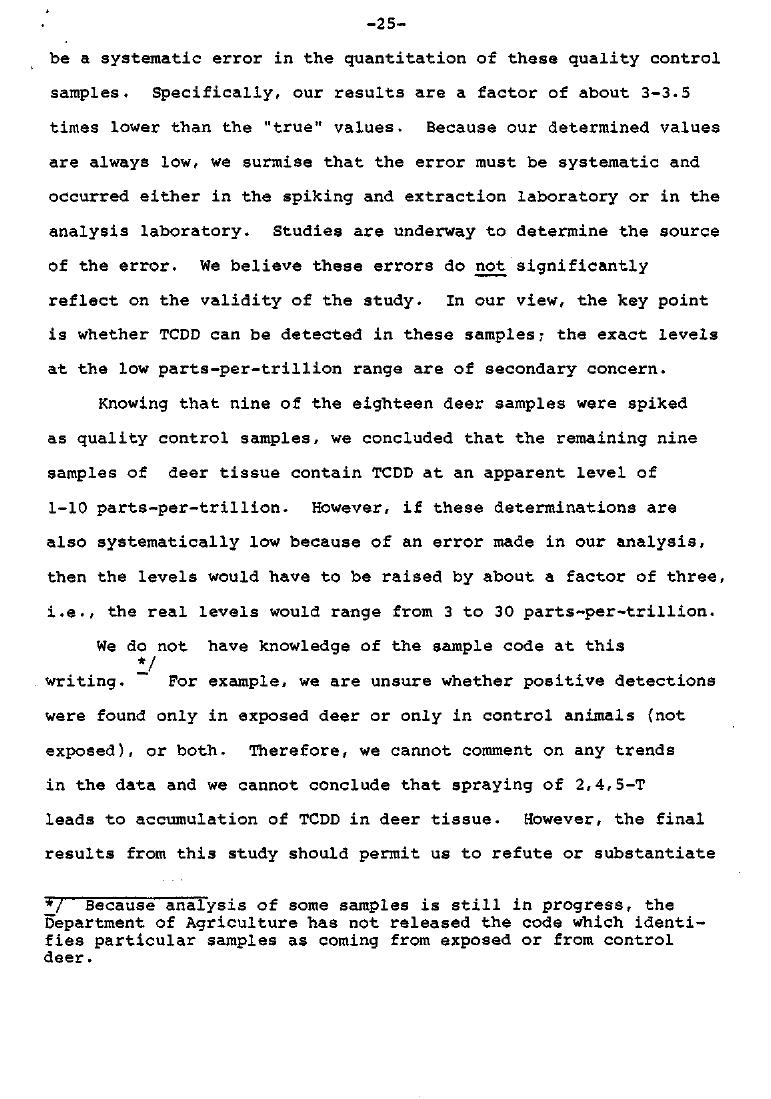 -25-
be a systematic error in the quantitation of these quality control
samples. Specifically, our results are a factor of about 3-3.5
times lower than the "true" values. Because our determined values
are always low, we surmise that the error must be systematic and
occurred either in the spiking and extraction laboratory or in the
analysis laboratory. Studies are underway to determine the source
of the error. We believe these errors do not significantly
reflect on the validity of the study. In our view, the key point
is whether TCDD can be detected in these samples; the exact levels
at the low parts-per-trillion range are of secondary concern.
Knowing that nine of the eighteen deer samples were spiked
as quality control samples, we concluded that the remaining nine
samples of deer tissue contain TCDD at an apparent level of
1-10 parts-per-trillion. However, if these determinations are
also systematically low because of an error made in our analysis,
then the levels would have to be raised by about a factor of three,
i.e., the real levels would range from 3 to 30 parts-per-trillion.
We do not have knowledge of the sample code at this
writing. */ For example, we are unsure whether positive detections
were found only in exposed deer or only in control animals (not
exposed), or both. Therefore, we cannot comment on any trends
in the data and we cannot conclude that spraying of 2,4,5-T
leads to accumulation of TCDD in deer tissue. However, the final
results from this study should permit us to refute or substantiate
*/ Because analysis of some samples is still in progress, the
Department of Agriculture has not released the code which identi-
fies particular samples as coming from exposed or from control
deer.